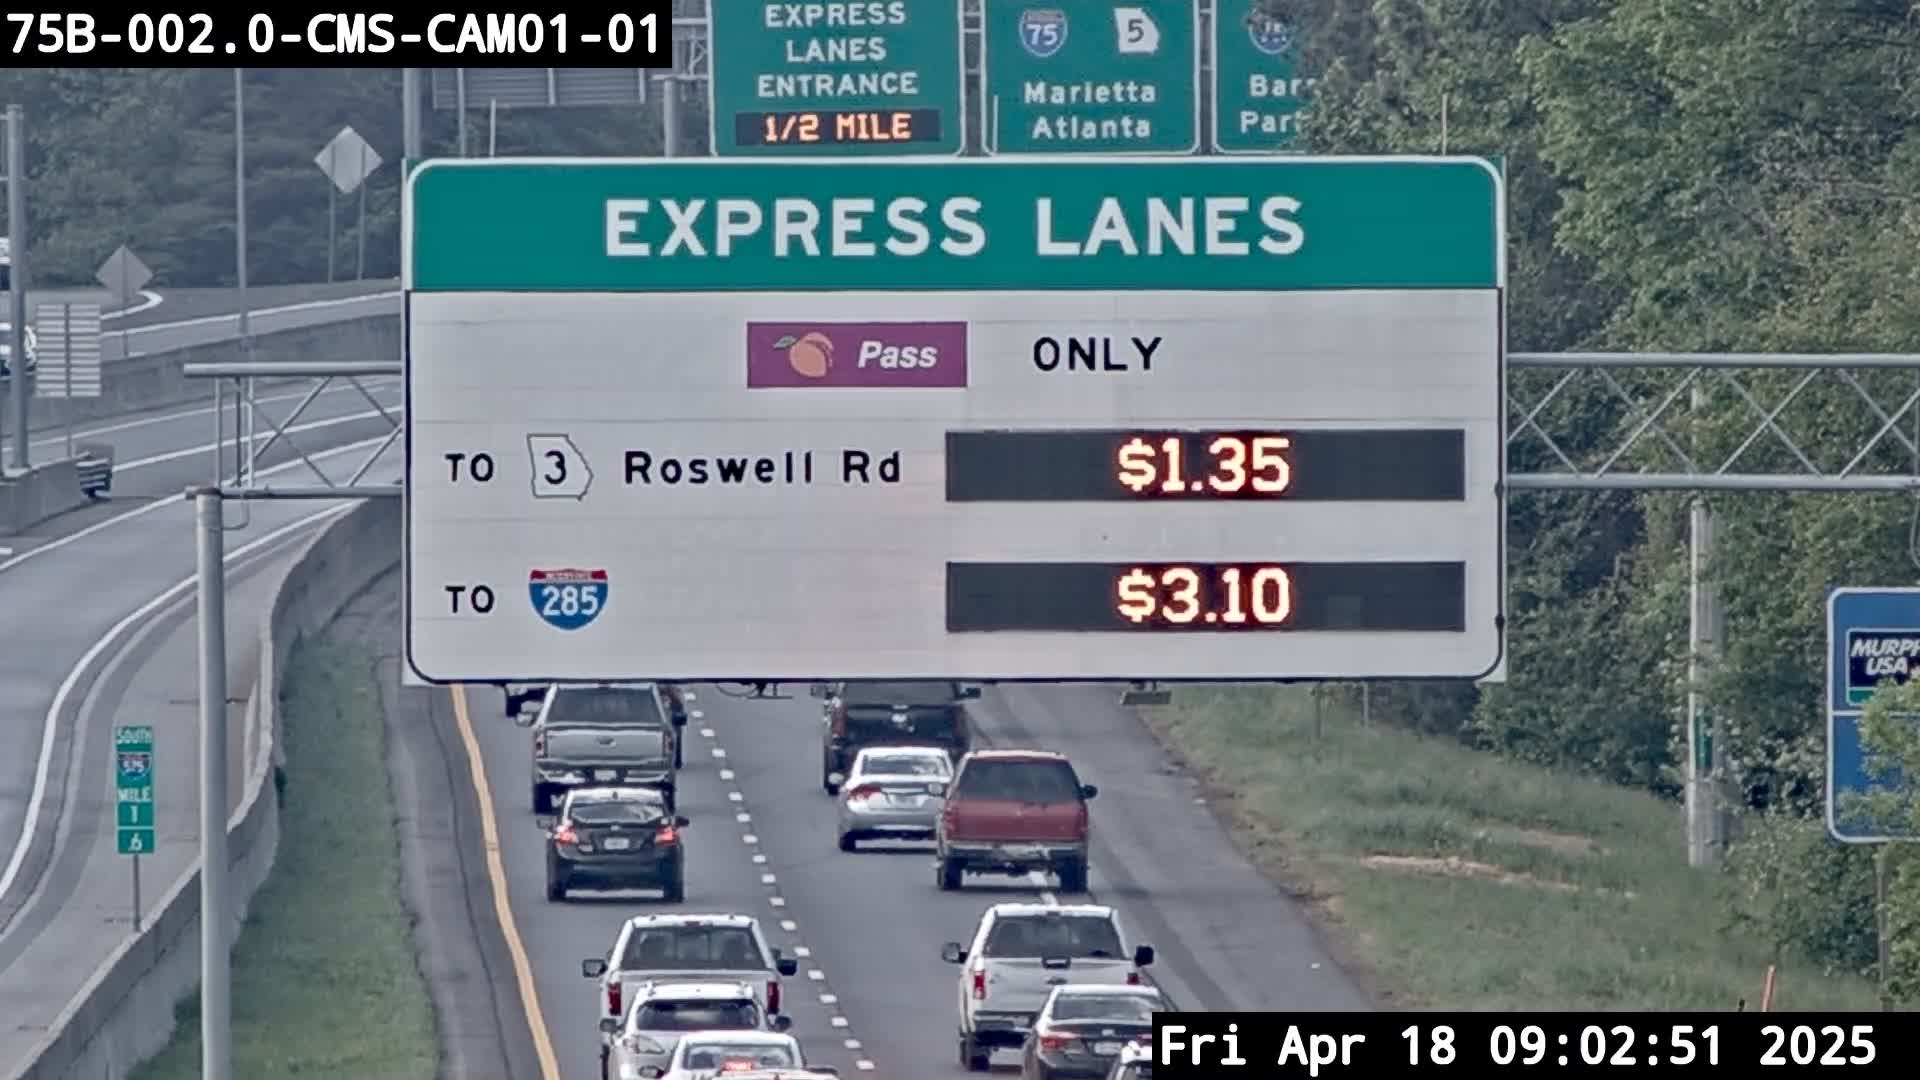 75B-002.0-CMS-CAM01-01
EXPRESS
LANES
ENTRANCE
1/2 MILE
75
5
Marietta
Atlanta
EXPRESS LANES
Pass ONLY
TO 3 Roswell Rd $1.35
TO 285 $3.10
SOUTH
575
MILE
1
.6
USA
Fri Apr 18 09:02:51 2025